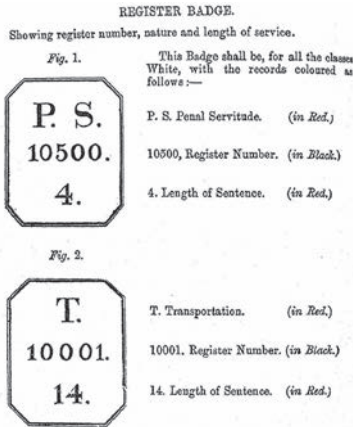 REGISTER BADGE.
Showing register number, nature and length of service.
Fig. 1.
This Badge shall be, for all the classes
White, with the records coloured as
follows :—
P. S.
10500.
4.
P. S. Penal Servitude. (in Red.)
10500, Register Number. (in Black.)
4. Length of Sentence. (in Red.)
Fig. 2.
T.
10001.
14.
T. Transportation. (in Red.)
10001. Register Number. (in Black.)
14. Length of Sentence. (in Red.)